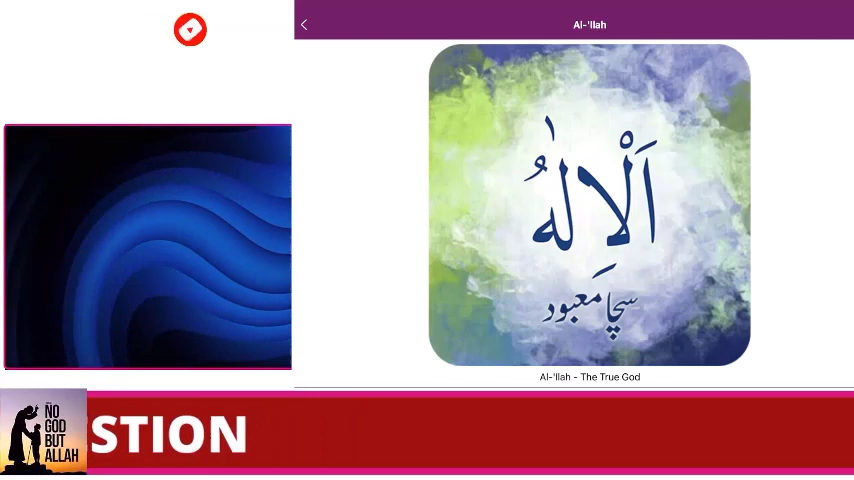 Al-'Ilah
اَلْاِلٰهُ
سچا معبود
Al-'Ilah - The True God
NO
GOD
BUT
ALLAH
STION